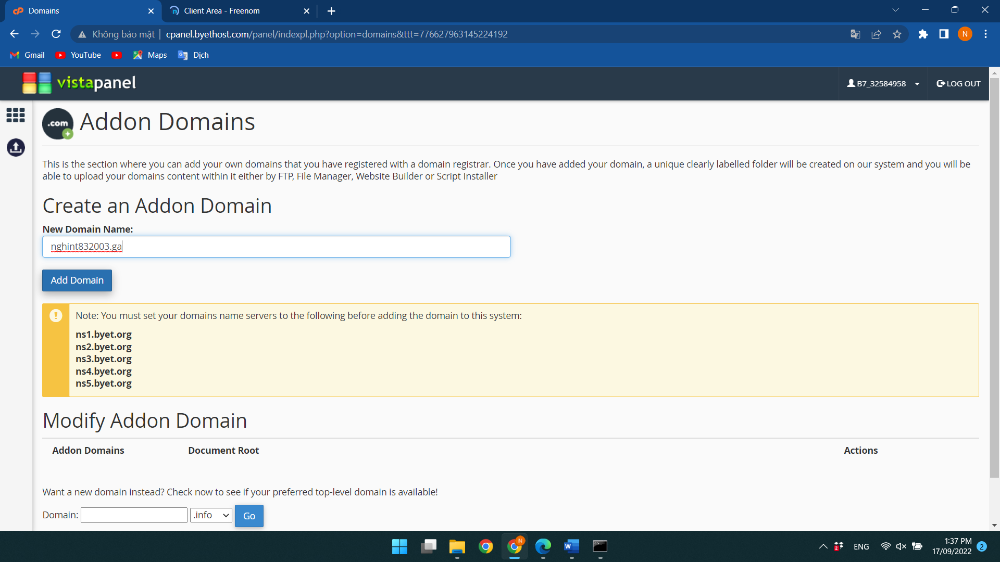 Domains
Client Area - Freenom
Không bảo mật
cpanel.byethost.com/panel/indexpl.php?option=domains&ttt=776627963145224192
N
Gmail
YouTube
Maps
Dịch
vistapanel
B7_32584958
LOG OUT
.com
Addon Domains
This is the section where you can add your own domains that you have registered with a domain registrar. Once you have added your domain, a unique clearly labelled folder will be created on our system and you will be
able to upload your domains content within it either by FTP, File Manager, Website Builder or Script Installer
Create an Addon Domain
New Domain Name:
nghint832003.ga
Add Domain
Note: You must set your domains name servers to the following before adding the domain to this system:
ns1.byet.org
ns2.byet.org
ns3.byet.org
ns4.byet.org
ns5.byet.org
Modify Addon Domain
Addon Domains Document Root Actions
Want a new domain instead? Check now to see if your preferred top-level domain is available!
Domain: .info Go
N
W
2
ENG
1:37 PM
17/09/2022
2